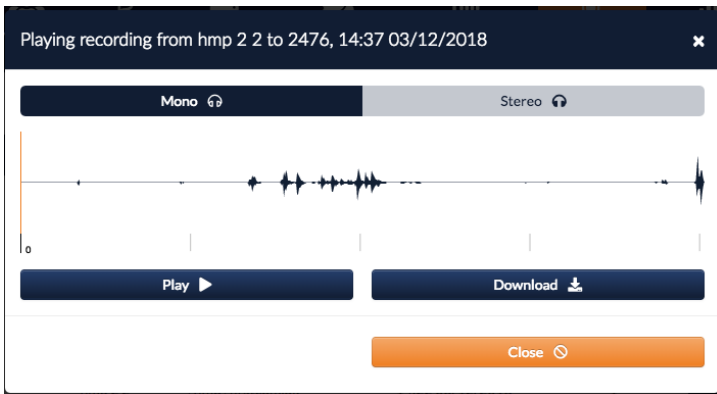 Playing recording from hmp 2 2 to 2476, 14:37 03/12/2018
Mono
Stereo
0
Play
Download
Close